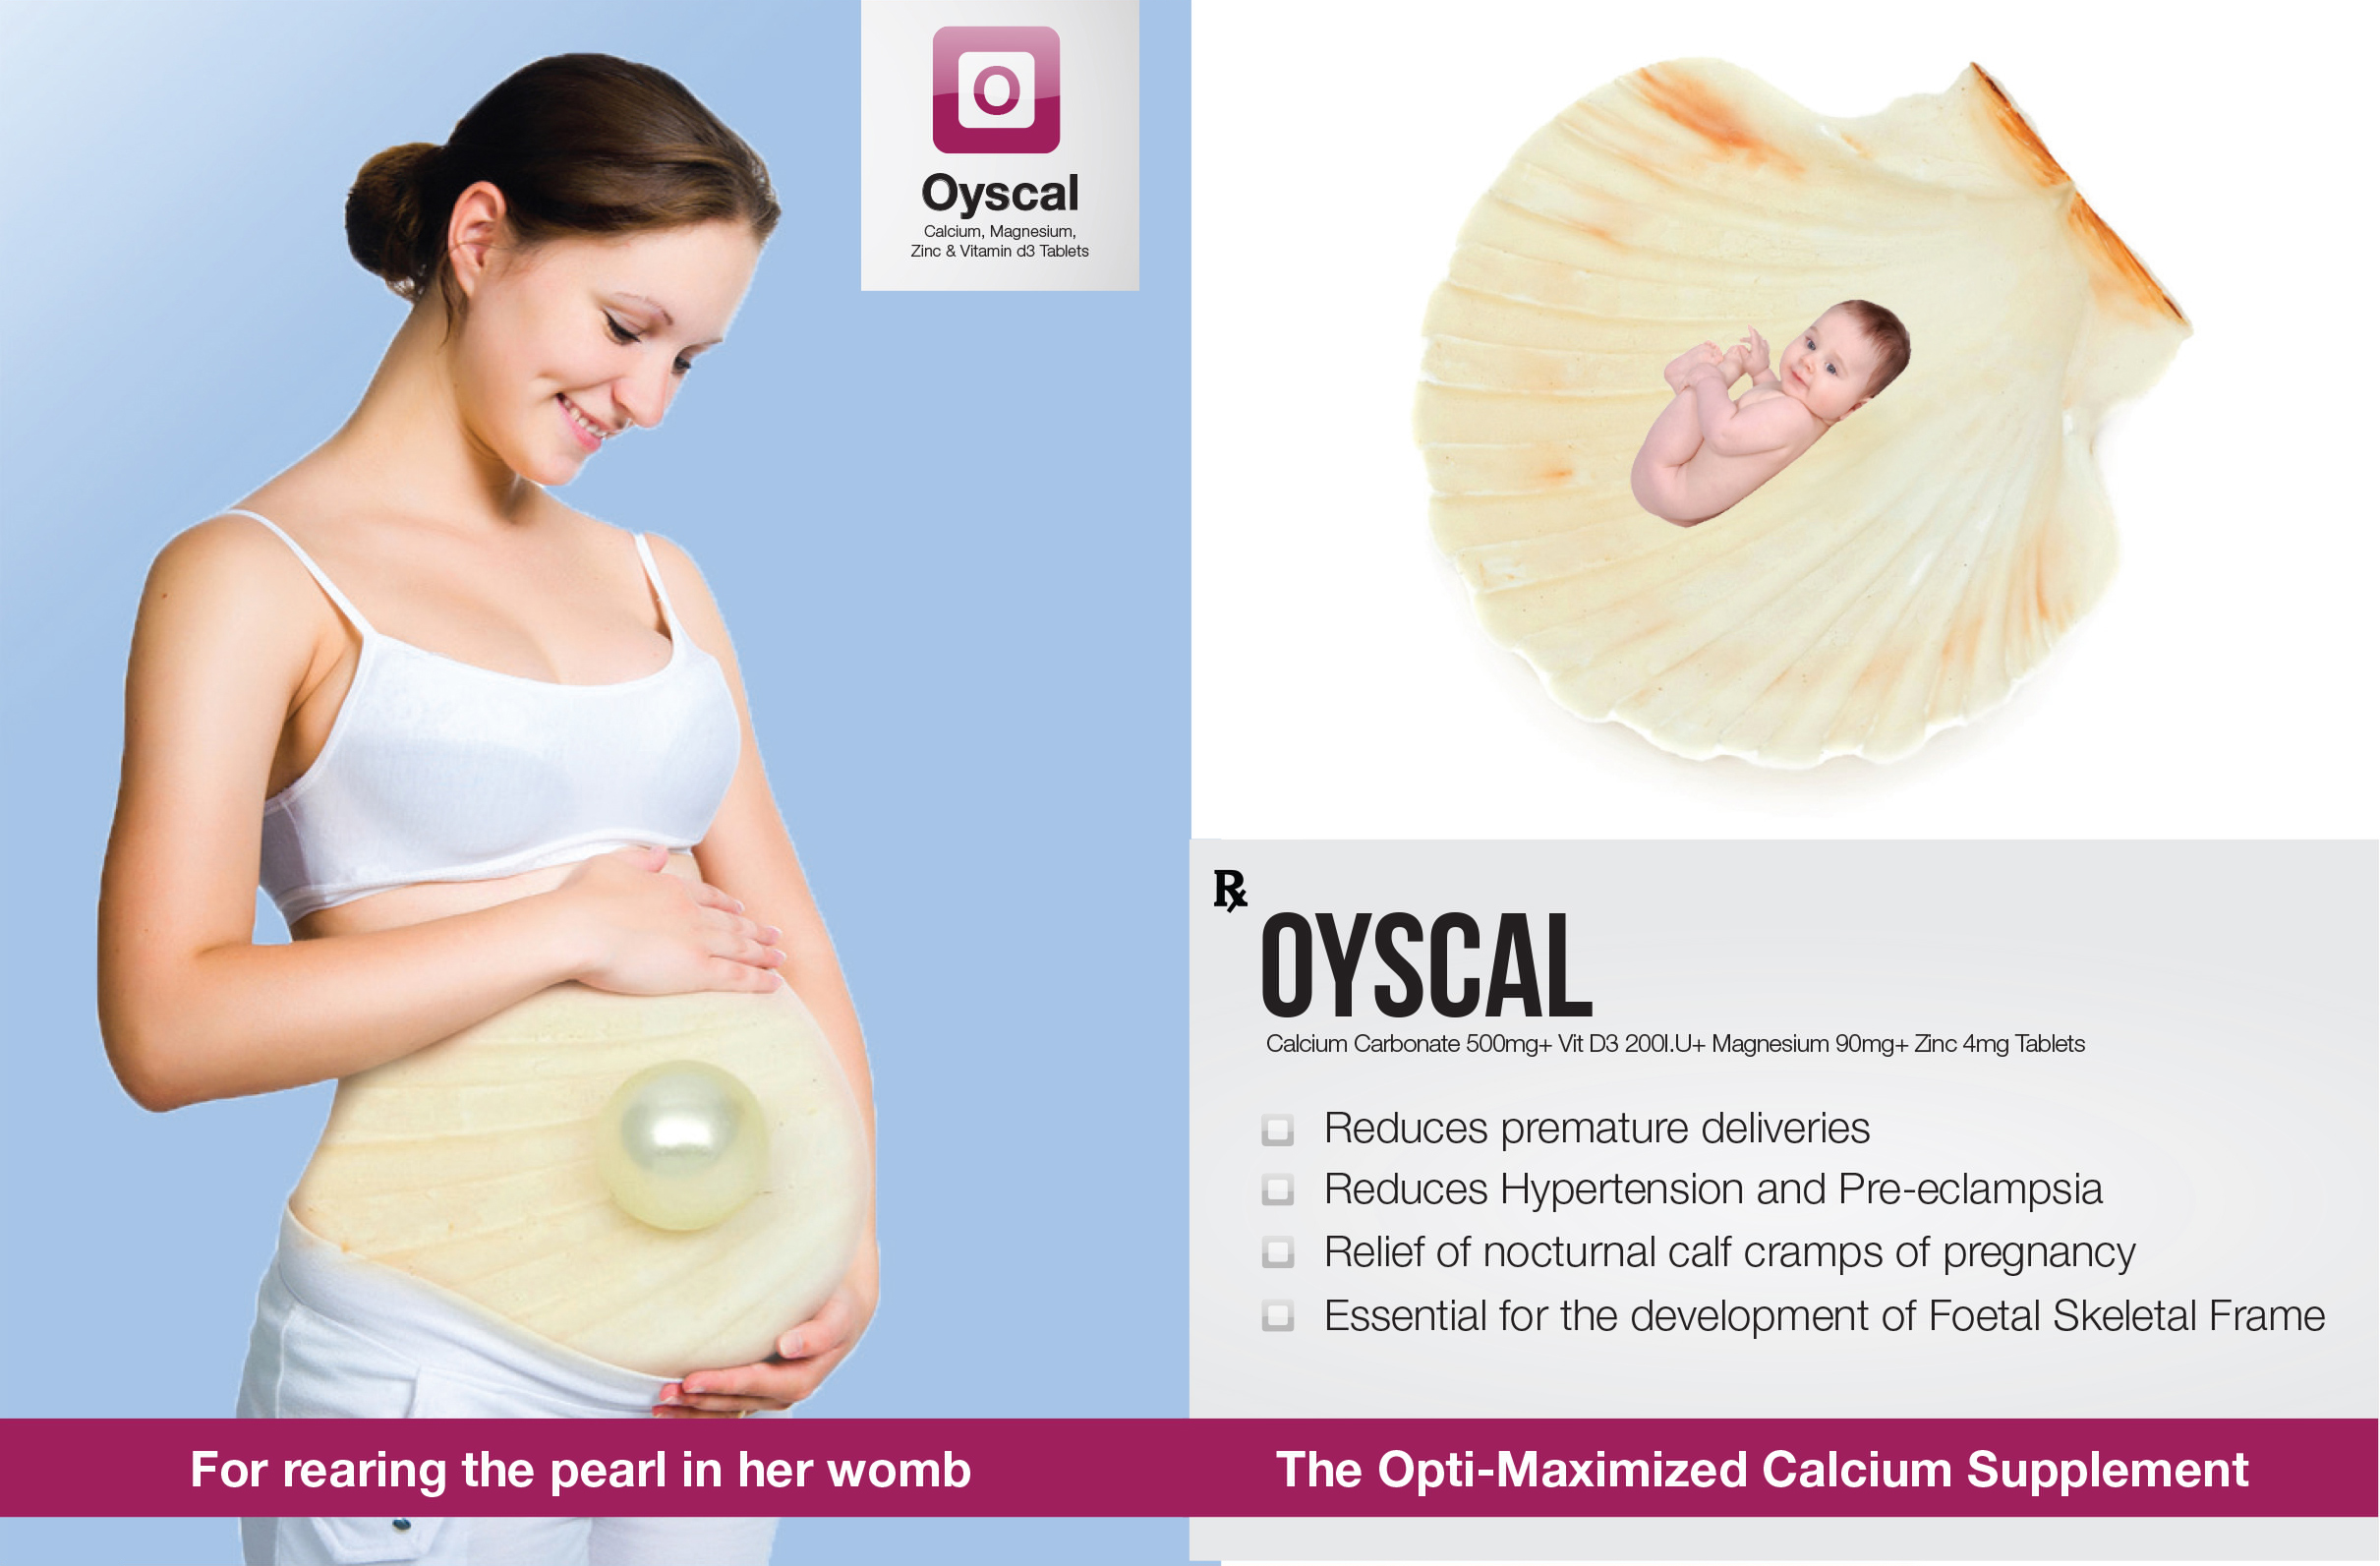 O
Oyscal
Calcium, Magnesium,
Zinc & Vitamin d3 Tablets
For rearing the pearl in her womb
℞
OYSCAL
Calcium Carbonate 500mg+ Vit D3 200I.U+ Magnesium 90mg+ Zinc 4mg Tablets
Reduces premature deliveries
Reduces Hypertension and Pre-eclampsia
Relief of nocturnal calf cramps of pregnancy
Essential for the development of Foetal Skeletal Frame
The Opti-Maximized Calcium Supplement